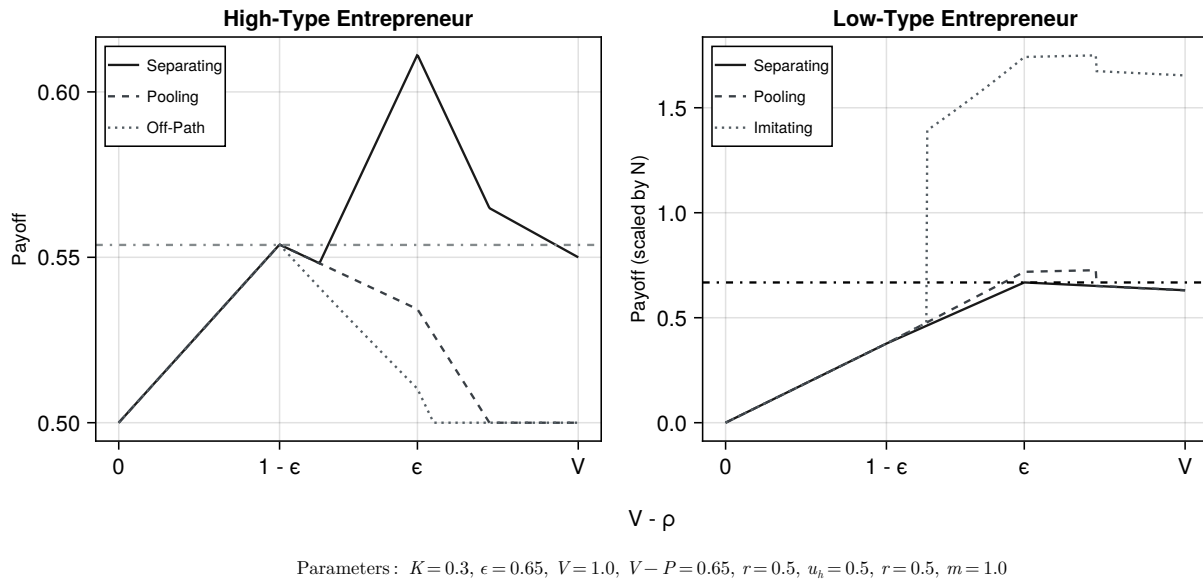 High-Type Entrepreneur
Low-Type Entrepreneur
Payoff
0.60
0.55
0.50
Separating
Pooling
Off-Path
0
1 - ϵ
ϵ
V
Payoff (scaled by N)
1.5
1.0
0.5
0.0
Separating
Pooling
Imitating
0
1 - ϵ
ϵ
V
V - ρ
Parameters: K = 0.3, ϵ = 0.65, V = 1.0, V − P = 0.65, r = 0.5, u_h = 0.5, r = 0.5, m = 1.0